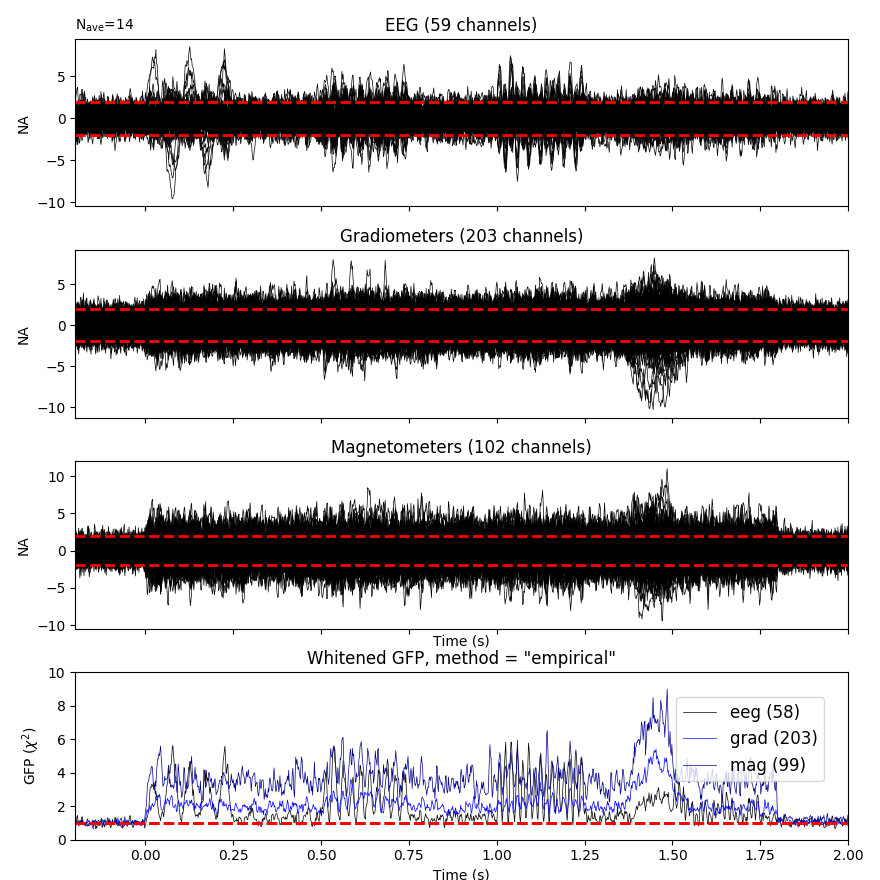 N_ave=14
EEG (59 channels)
5
0
−5
−10
NA
Gradiometers (203 channels)
5
0
−5
−10
NA
Magnetometers (102 channels)
10
5
0
−5
−10
NA
Time (s)
Whitened GFP, method = "empirical"
10
8
6
4
2
0
GFP (χ²)
eeg (58)
grad (203)
mag (99)
0.00 0.25 0.50 0.75 1.00 1.25 1.50 1.75 2.00
Time (s)